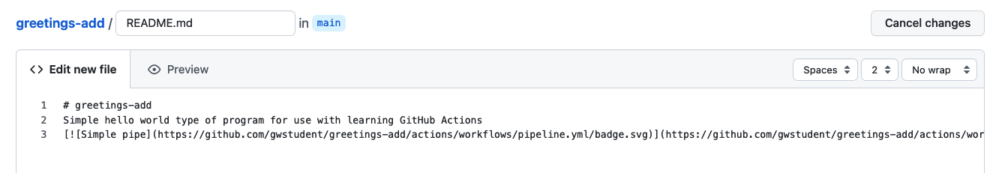 greetings-add / README.md in main Cancel changes
Edit new file Preview Spaces 2 No wrap
1 # greetings-add
2 Simple hello world type of program for use with learning GitHub Actions
3 [![Simple pipe](https://github.com/gwstudent/greetings-add/actions/workflows/pipeline.yml/badge.svg)](https://github.com/gwstudent/greetings-add/actions/wor